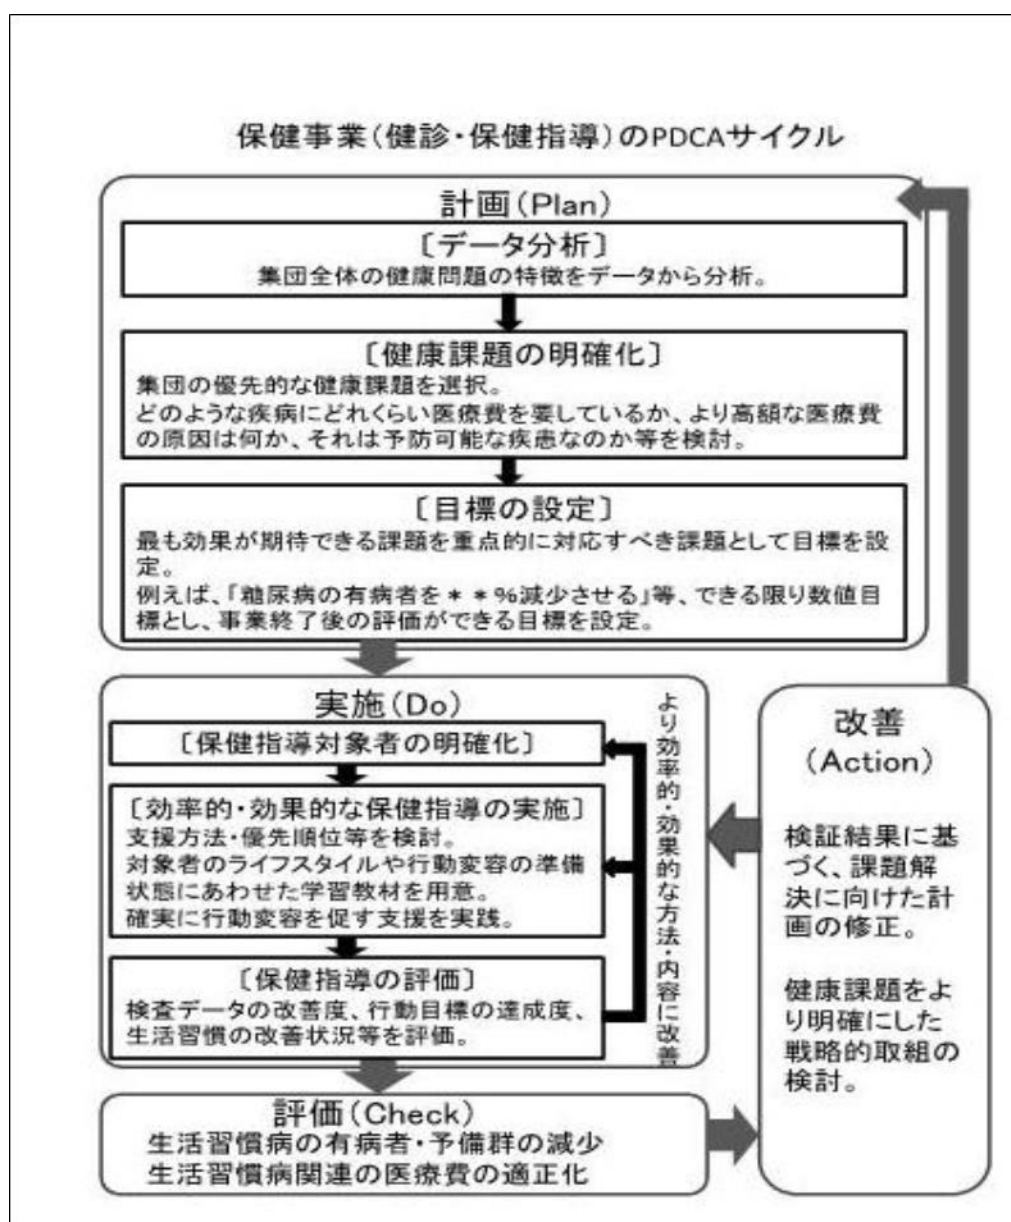 保健事業(健診・保健指導)のPDCAサイクル
計画(Plan)
〔データ分析〕
集団全体の健康問題の特徴をデータから分析。
〔健康課題の明確化〕
集団の優先的な健康課題を選択。
どのような疾病にどれくらい医療費を要しているか、より高額な医療費
の原因は何か、それは予防可能な疾患なのか等を検討。
〔目標の設定〕
最も効果が期待できる課題を重点的に対応すべき課題として目標を設
定。
例えば、「糖尿病の有病者を**%減少させる」等、できる限り数値目
標とし、事業終了後の評価ができる目標を設定。
実施(Do)
〔保健指導対象者の明確化〕
〔効率的・効果的な保健指導の実施〕
支援方法・優先順位等を検討。
対象者のライフスタイルや行動変容の準備
状態にあわせた学習教材を用意。
確実に行動変容を促す支援を実践。
〔保健指導の評価〕
検査データの改善度、行動目標の達成度、
生活習慣の改善状況等を評価。
より効率的・効果的な方法・内容に改善
評価(Check)
生活習慣病の有病者・予備群の減少
生活習慣病関連の医療費の適正化
改善
(Action)
検証結果に基
づく、課題解
決に向けた計
画の修正。
健康課題をよ
り明確にした
戦略的取組の
検討。